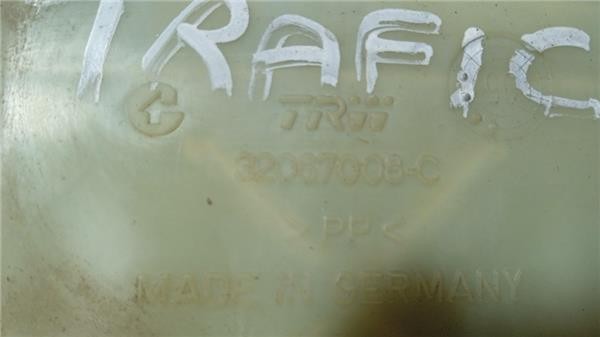 TRAFIC
TRW
32067008-C
>PP<
MADE IN GERMANY